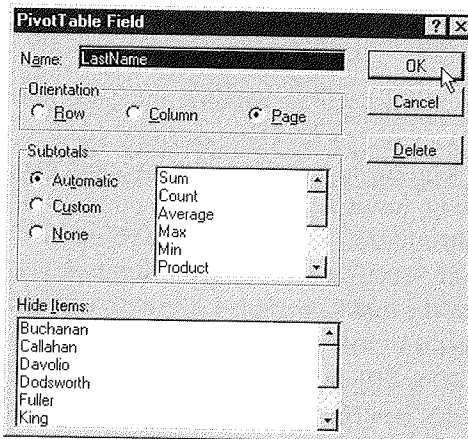 PivotTable Field
Name: LastName
OK
Cancel
Delete
Orientation
Row Column Page
Subtotals
Automatic
Custom
None
Sum
Count
Average
Max
Min
Product
Hide Items:
Buchanan
Callahan
Davolio
Dodsworth
Fuller
King